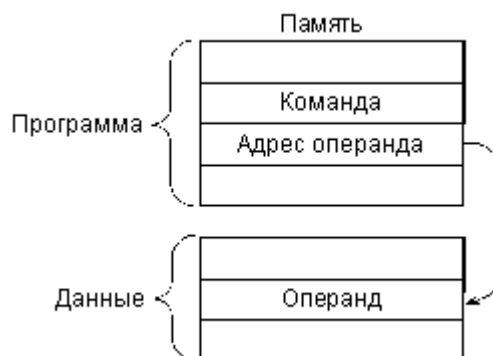 Память
Команда
Программа
Адрес операнда
Данные
Операнд